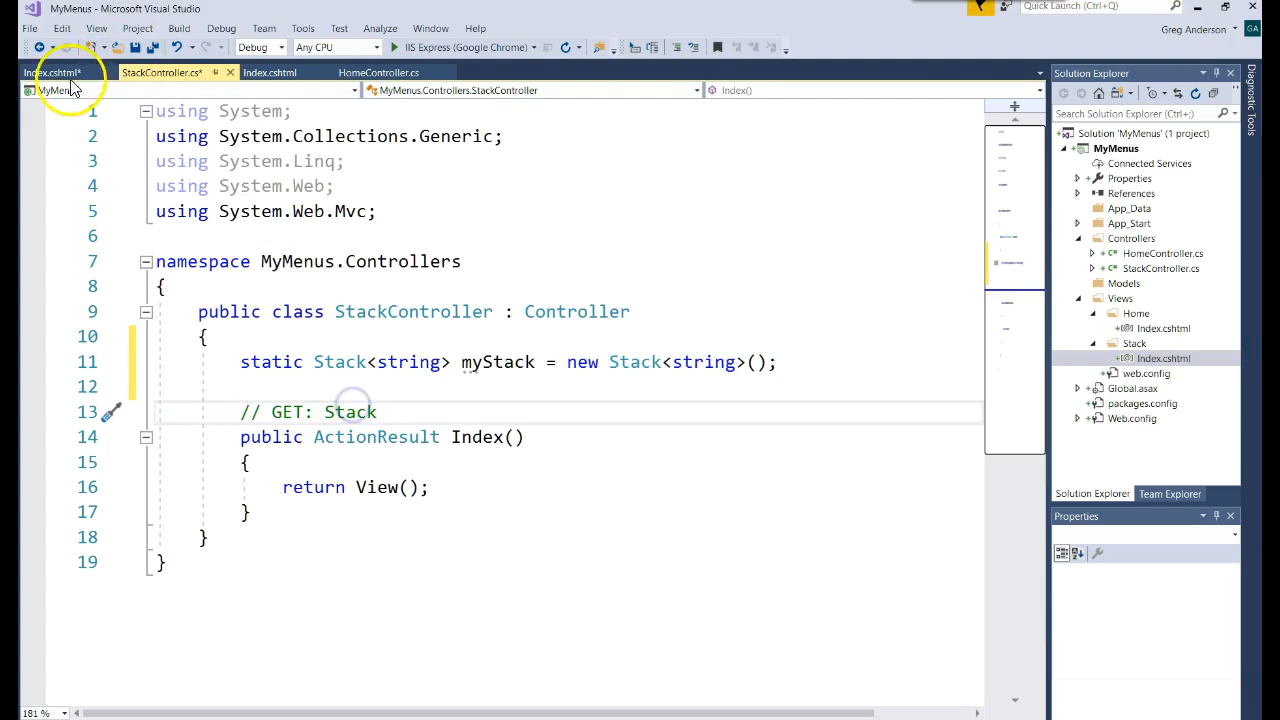 MyMenus - Microsoft Visual Studio
Quick Launch (Ctrl+;)
File Edit View Project Build Debug Team Tools Test Analyze Window Help
Greg Anderson GA
Debug Any CPU IIS Express (Google Chrome)
Index.cshtml* StackController.cs* Index.cshtml HomeController.cs
MyMenus MyMenus.Controllers.StackController Index()
1 using System;
2 using System.Collections.Generic;
3 using System.Linq;
4 using System.Web;
5 using System.Web.Mvc;
6
7 namespace MyMenus.Controllers
8 {
9 public class StackController : Controller
10 {
11 static Stack<string> myStack = new Stack<string>();
12
13 // GET: Stack
14 public ActionResult Index()
15 {
16 return View();
17 }
18 }
19 }
181 %
Solution Explorer
Search Solution Explorer (Ctrl+;)
Solution 'MyMenus' (1 project)
MyMenus
Connected Services
Properties
References
App_Data
App_Start
Controllers
HomeController.cs
StackController.cs
Models
Views
Home
Index.cshtml
Stack
Index.cshtml
web.config
Global.asax
packages.config
Web.config
Solution Explorer Team Explorer
Properties
Diagnostic Tools